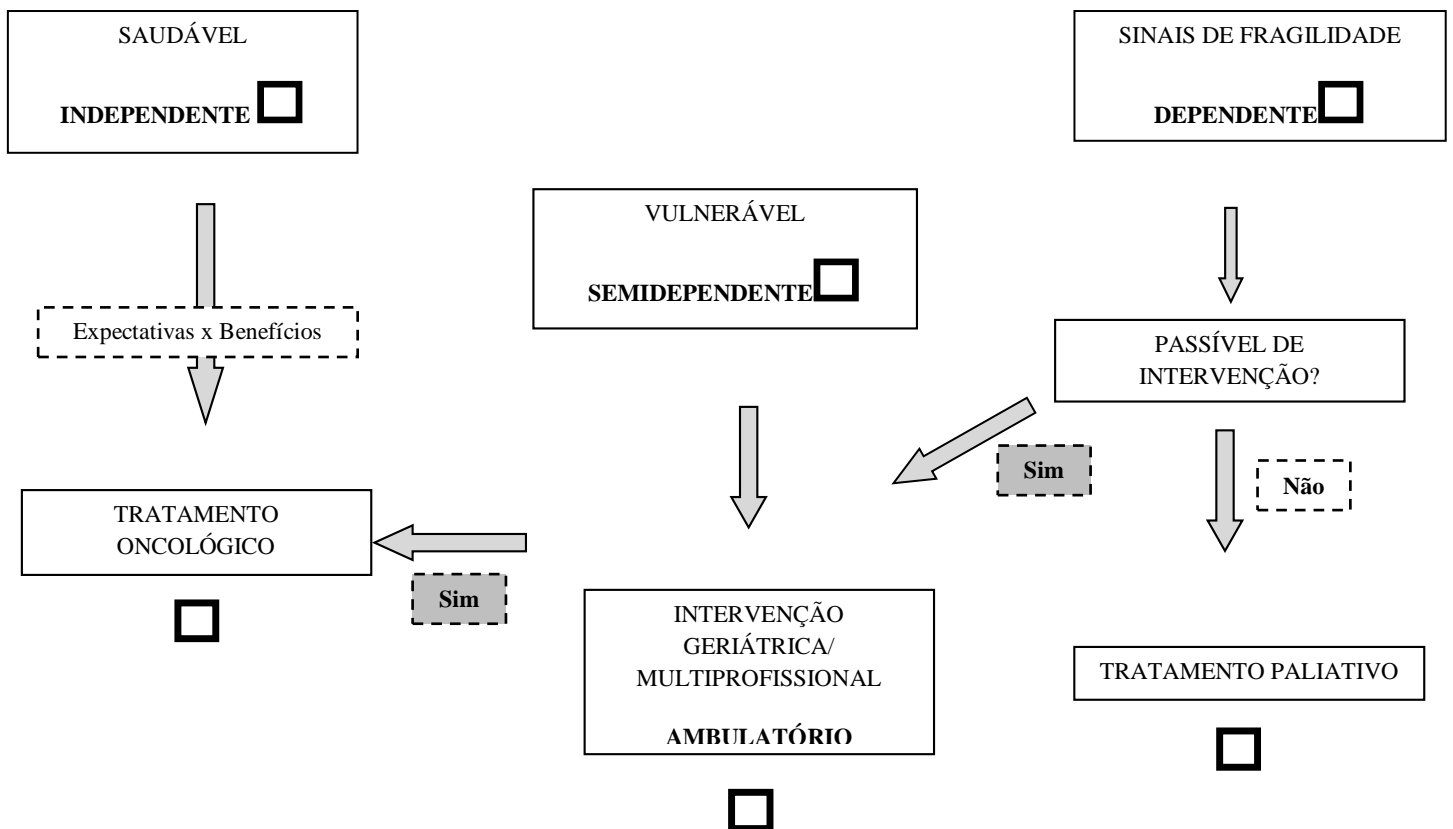 SAUDÁVEL
INDEPENDENTE
SINAIS DE FRAGILIDADE
DEPENDENTE
VULNERÁVEL
SEMIDEPENDENTE
Expectativas x Benefícios
PASSÍVEL DE
INTERVENÇÃO?
Sim
Não
TRATAMENTO
ONCOLÓGICO
Sim
INTERVENÇÃO
GERIÁTRICA/
MULTIPROFISSIONAL
AMBULATÓRIO
TRATAMENTO PALIATIVO